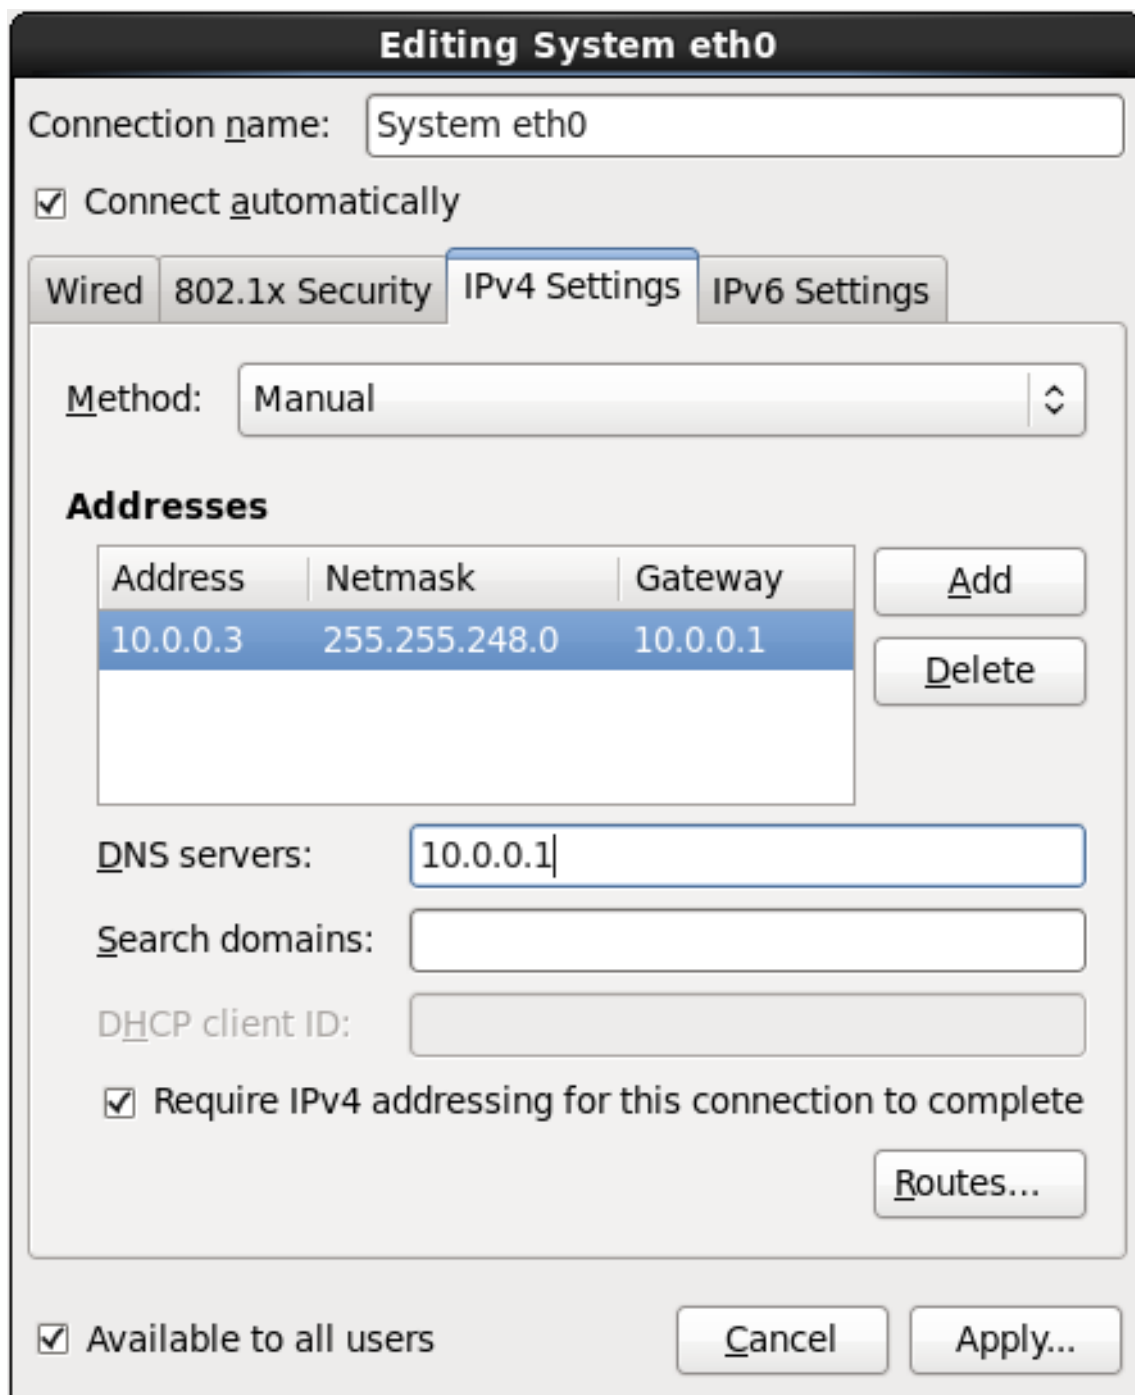 Editing System eth0
Connection name: System eth0
Connect automatically
Wired 802.1x Security IPv4 Settings IPv6 Settings
Method: Manual
Addresses
Address Netmask Gateway Add
10.0.0.3 255.255.248.0 10.0.0.1
Delete
DNS servers: 10.0.0.1
Search domains:
DHCP client ID:
Require IPv4 addressing for this connection to complete
Routes...
Available to all users Cancel Apply...